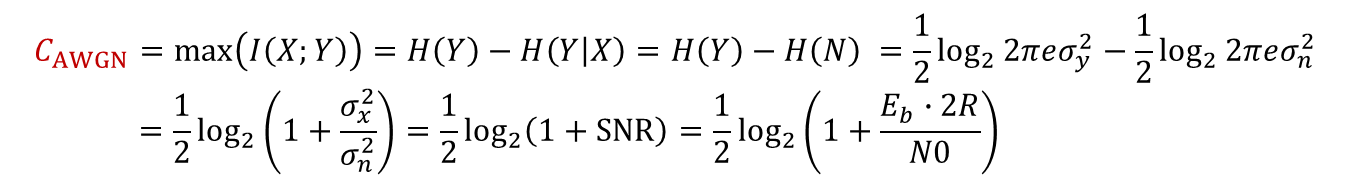 C_AWGN = max(I(X; Y)) = H(Y) − H(Y|X) = H(Y) − H(N) = 1/2 log₂ 2πeσ_y² − 1/2 log₂ 2πeσ_n²
= 1/2 log₂ (1 + σ_x²/σ_n²) = 1/2 log₂(1 + SNR) = 1/2 log₂ (1 + E_b · 2R/N0)